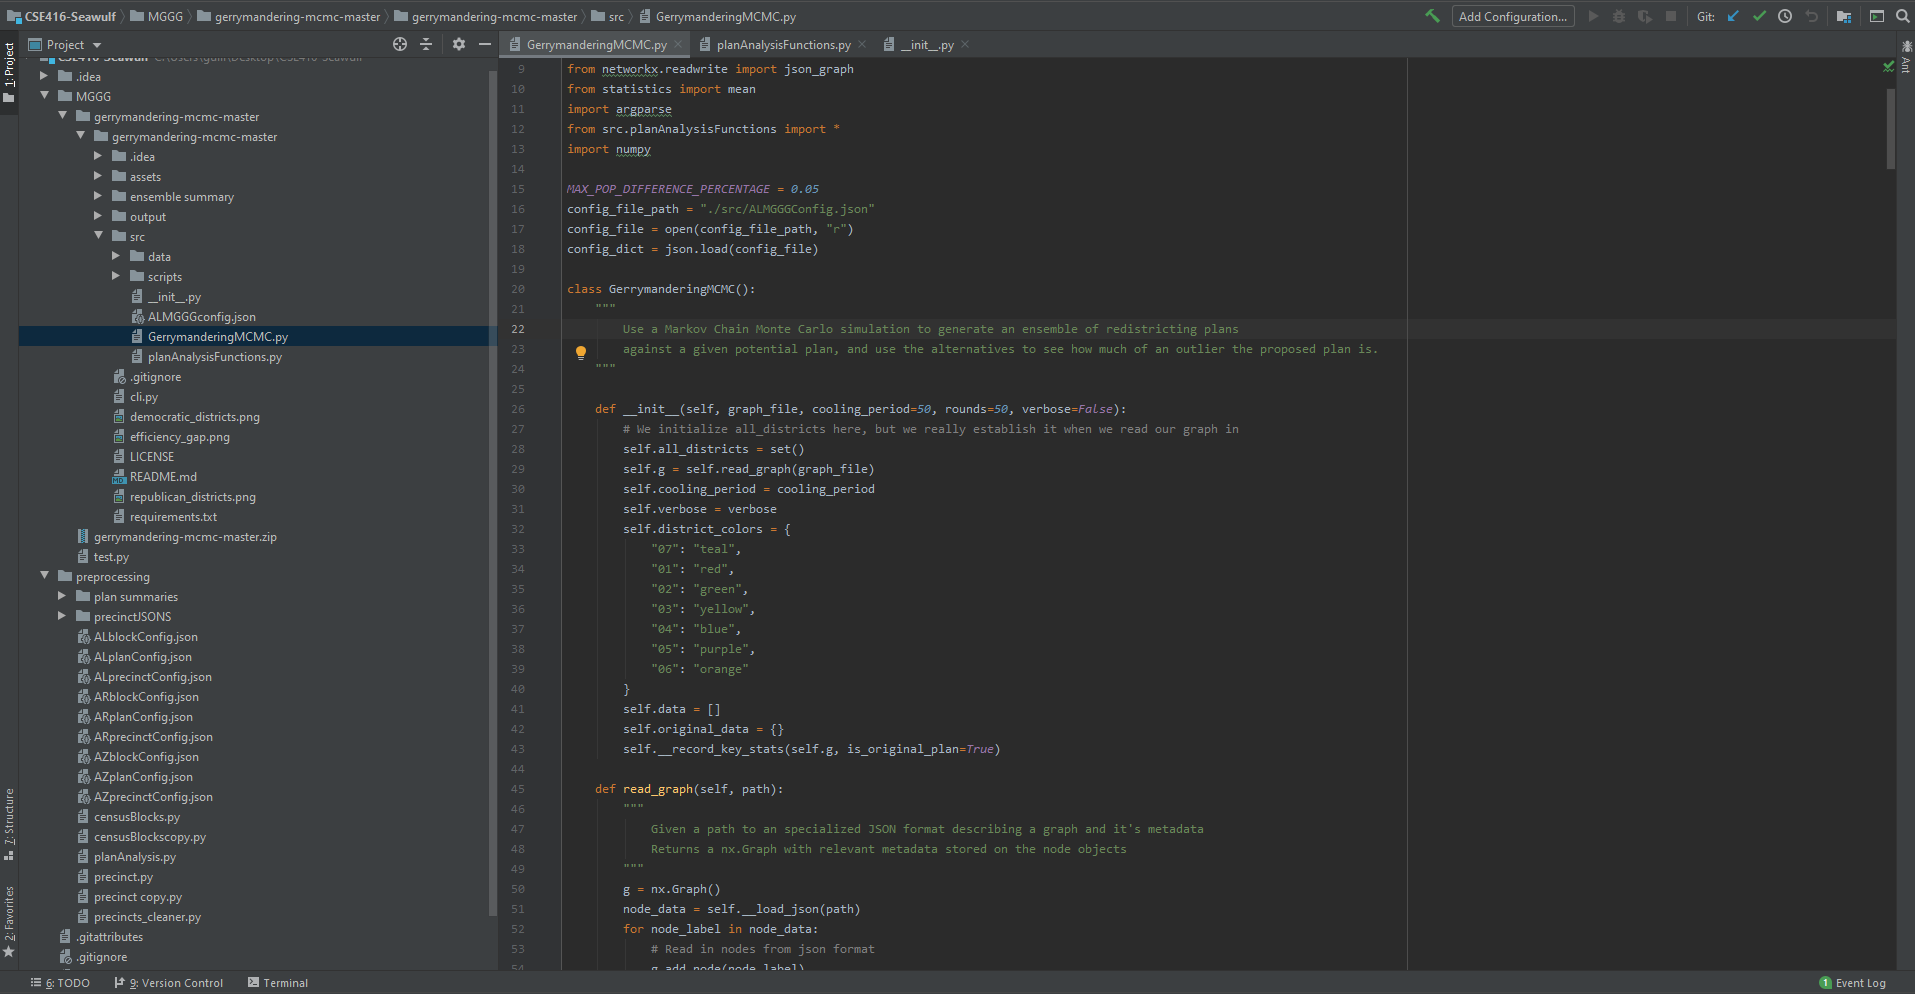 CSE416-Seawulf MGGG gerrymandering-mcmc-master gerrymandering-mcmc-master src GerrymanderingMCMC.py
Add Configuration...
Git:
Project
1: Project
7: Structure
2: Favorites
CSE416-Seawulf
.idea
MGGG
gerrymandering-mcmc-master
gerrymandering-mcmc-master
.idea
assets
ensemble summary
output
src
data
scripts
__init__.py
ALMGGGconfig.json
GerrymanderingMCMC.py
planAnalysisFunctions.py
.gitignore
cli.py
democratic_districts.png
efficiency_gap.png
LICENSE
README.md
republican_districts.png
requirements.txt
gerrymandering-mcmc-master.zip
test.py
preprocessing
plan summaries
precinctJSONS
ALblockConfig.json
ALplanConfig.json
ALprecinctConfig.json
ARblockConfig.json
ARplanConfig.json
ARprecinctConfig.json
AZblockConfig.json
AZplanConfig.json
AZprecinctConfig.json
censusBlocks.py
censusBlockscopy.py
planAnalysis.py
precinct.py
precinct copy.py
precincts_cleaner.py
.gitattributes
.gitignore
GerrymanderingMCMC.py planAnalysisFunctions.py __init__.py
9 from networkx.readwrite import json_graph
10 from statistics import mean
11 import argparse
12 from src.planAnalysisFunctions import *
13 import numpy
14
15 MAX_POP_DIFFERENCE_PERCENTAGE = 0.05
16 config_file_path = "./src/ALMGGGConfig.json"
17 config_file = open(config_file_path, "r")
18 config_dict = json.load(config_file)
19
20 class GerrymanderingMCMC():
21 """
22 Use a Markov Chain Monte Carlo simulation to generate an ensemble of redistricting plans
23 against a given potential plan, and use the alternatives to see how much of an outlier the proposed plan is.
24 """
25
26 def __init__(self, graph_file, cooling_period=50, rounds=50, verbose=False):
27 # We initialize all_districts here, but we really establish it when we read our graph in
28 self.all_districts = set()
29 self.g = self.read_graph(graph_file)
30 self.cooling_period = cooling_period
31 self.verbose = verbose
32 self.district_colors = {
33 "07": "teal",
34 "01": "red",
35 "02": "green",
36 "03": "yellow",
37 "04": "blue",
38 "05": "purple",
39 "06": "orange"
40 }
41 self.data = []
42 self.original_data = {}
43 self.__record_key_stats(self.g, is_original_plan=True)
44
45 def read_graph(self, path):
46 """
47 Given a path to an specialized JSON format describing a graph and it's metadata
48 Returns a nx.Graph with relevant metadata stored on the node objects
49 """
50 g = nx.Graph()
51 node_data = self.__load_json(path)
52 for node_label in node_data:
53 # Read in nodes from json format
54 g.add_node(node_label)
Ant
6: TODO 9: Version Control Terminal
1 Event Log